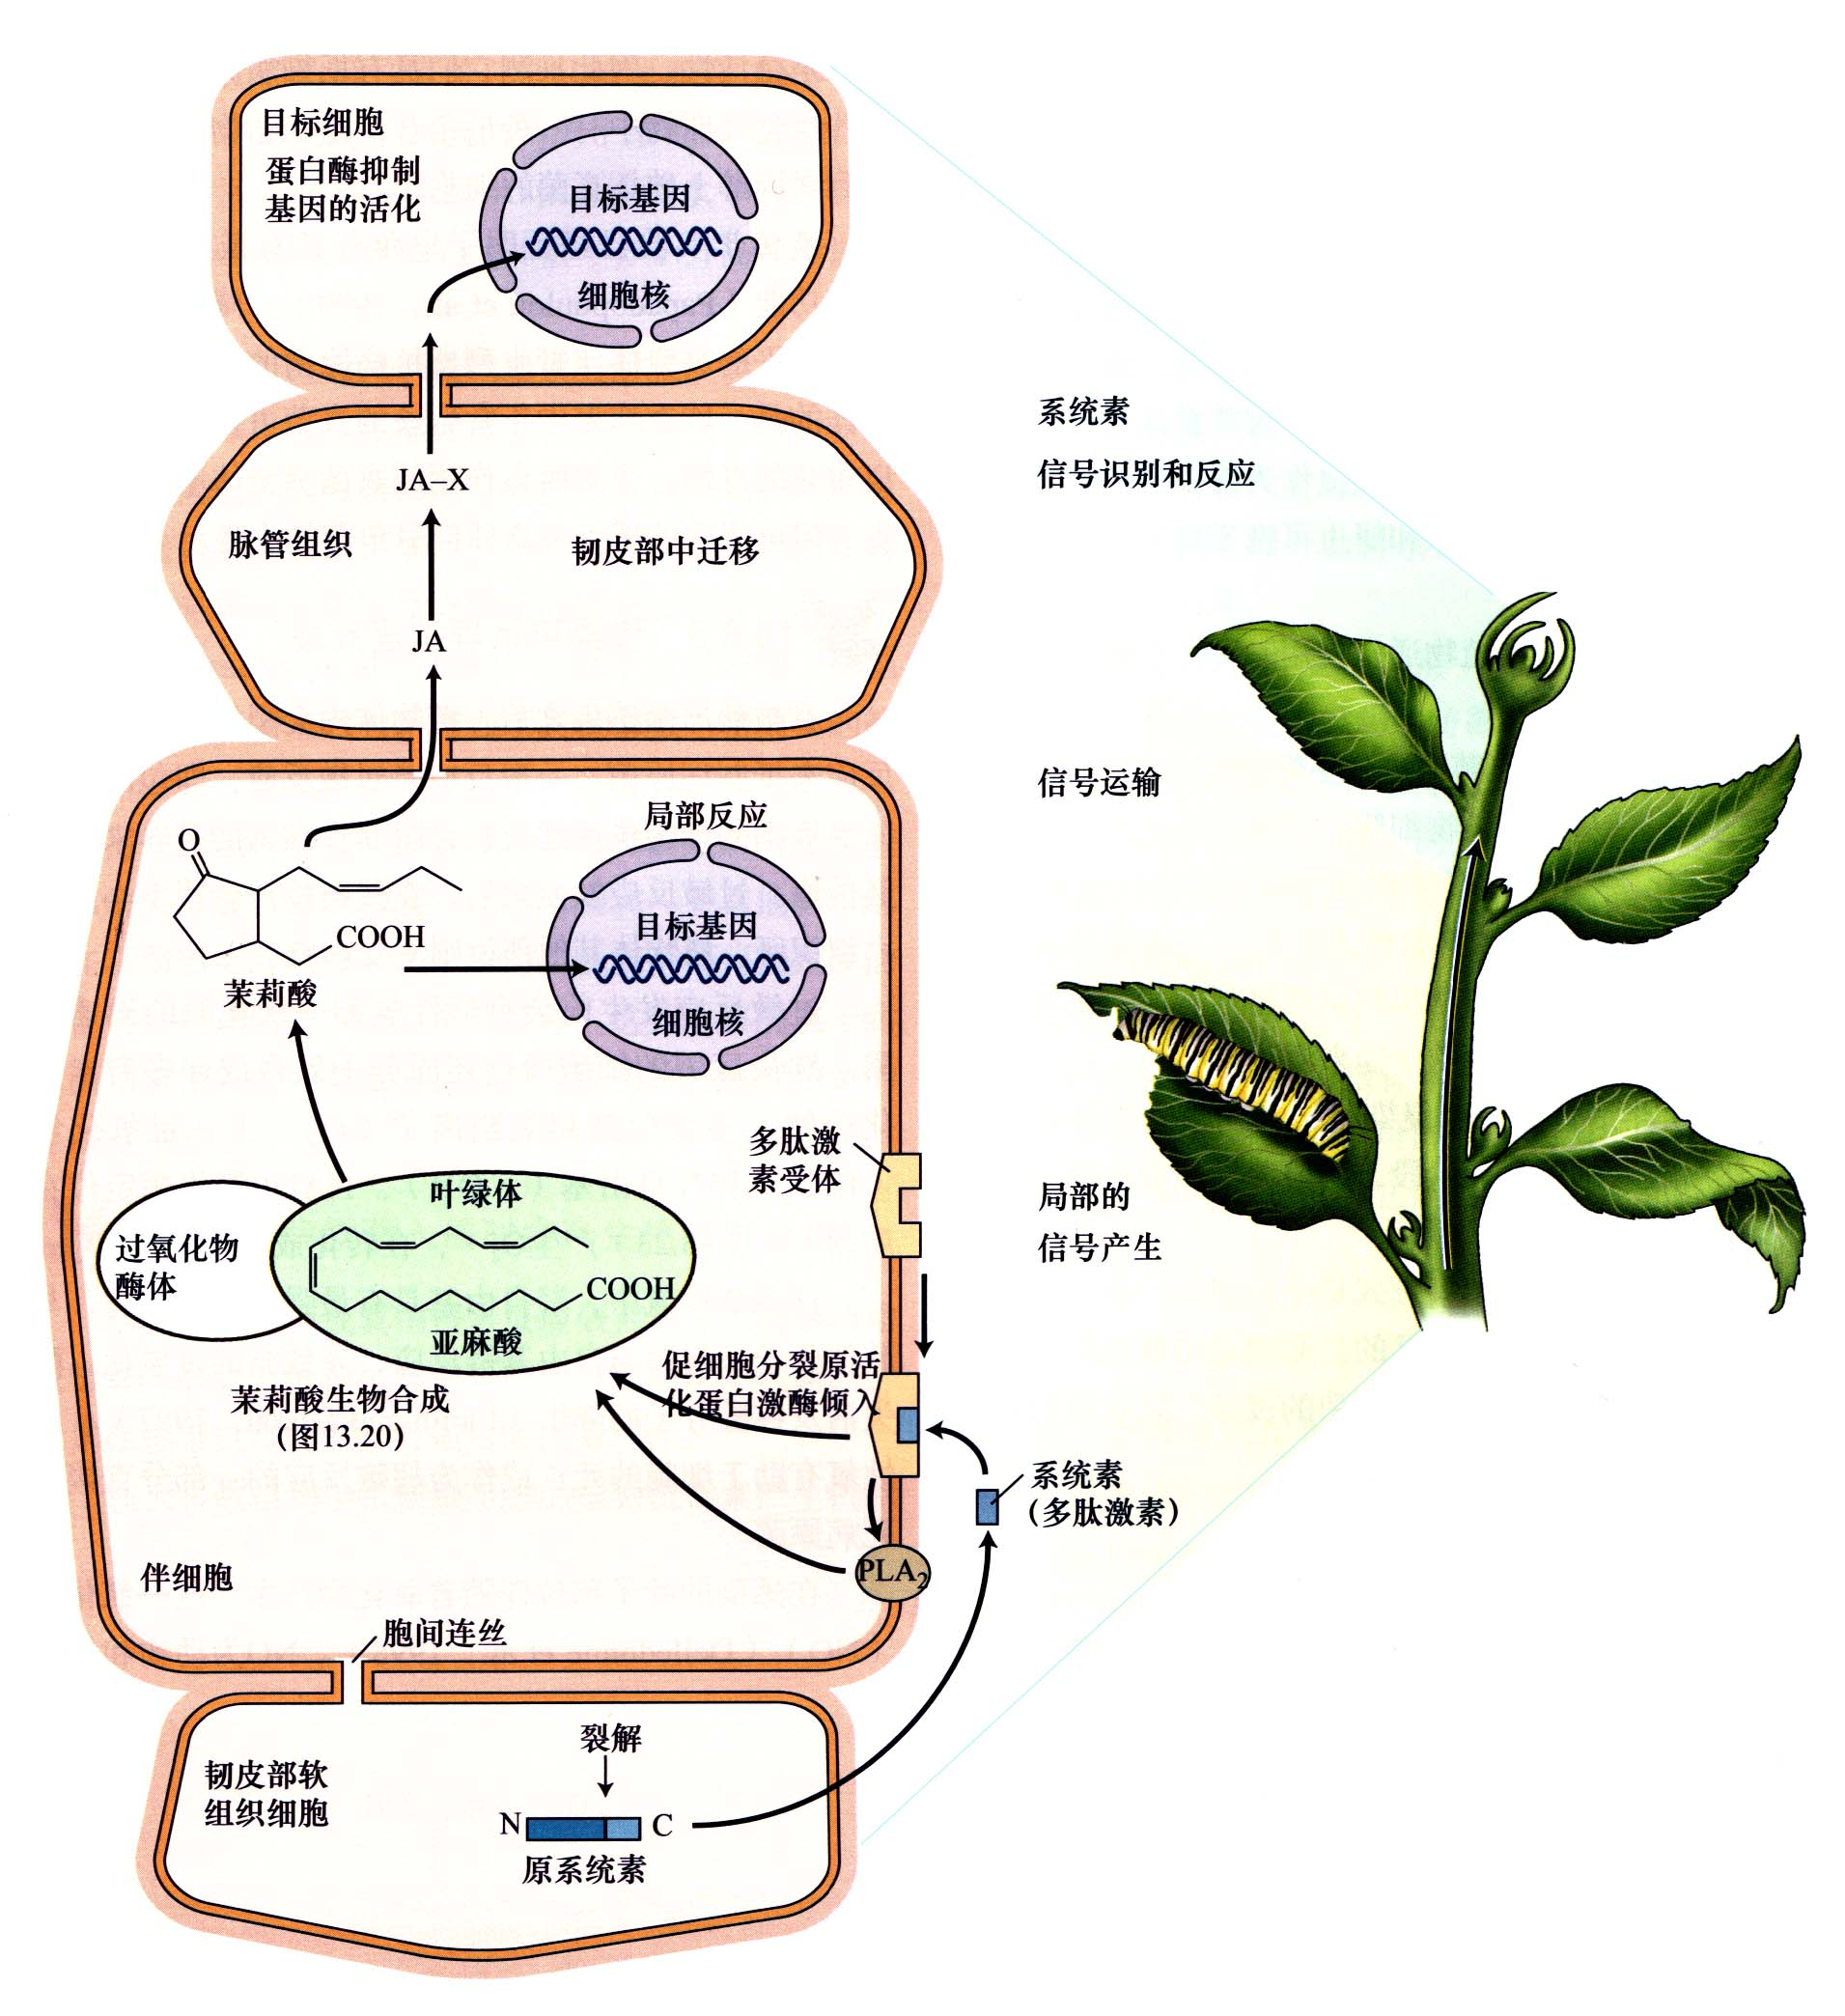 目标细胞
蛋白酶抑制
基因的活化
目标基因
细胞核
系统素
信号识别和反应
JA–X
脉管组织
韧皮部中迁移
JA
信号运输
局部反应
O
COOH
茉莉酸
目标基因
细胞核
多肽激
素受体
叶绿体
过氧化物
酶体
COOH
亚麻酸
局部的
信号产生
促细胞分裂原活
化蛋白激酶倾入
茉莉酸生物合成
(图13.20)
系统素
(多肽激素)
PLA₂
伴细胞
胞间连丝
裂解
韧皮部软
组织细胞
N
C
原系统素